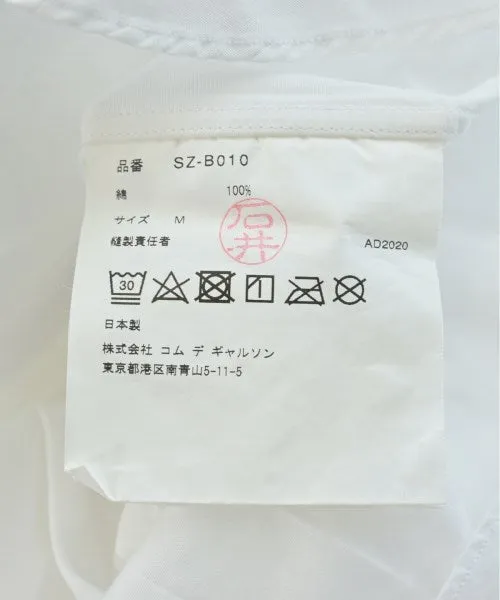 品番 SZ-B010
綿 100%
サイズ M
石井
縫製責任者 AD2020
30
日本製
株式会社 コム デ ギャルソン
東京都港区南青山5-11-5